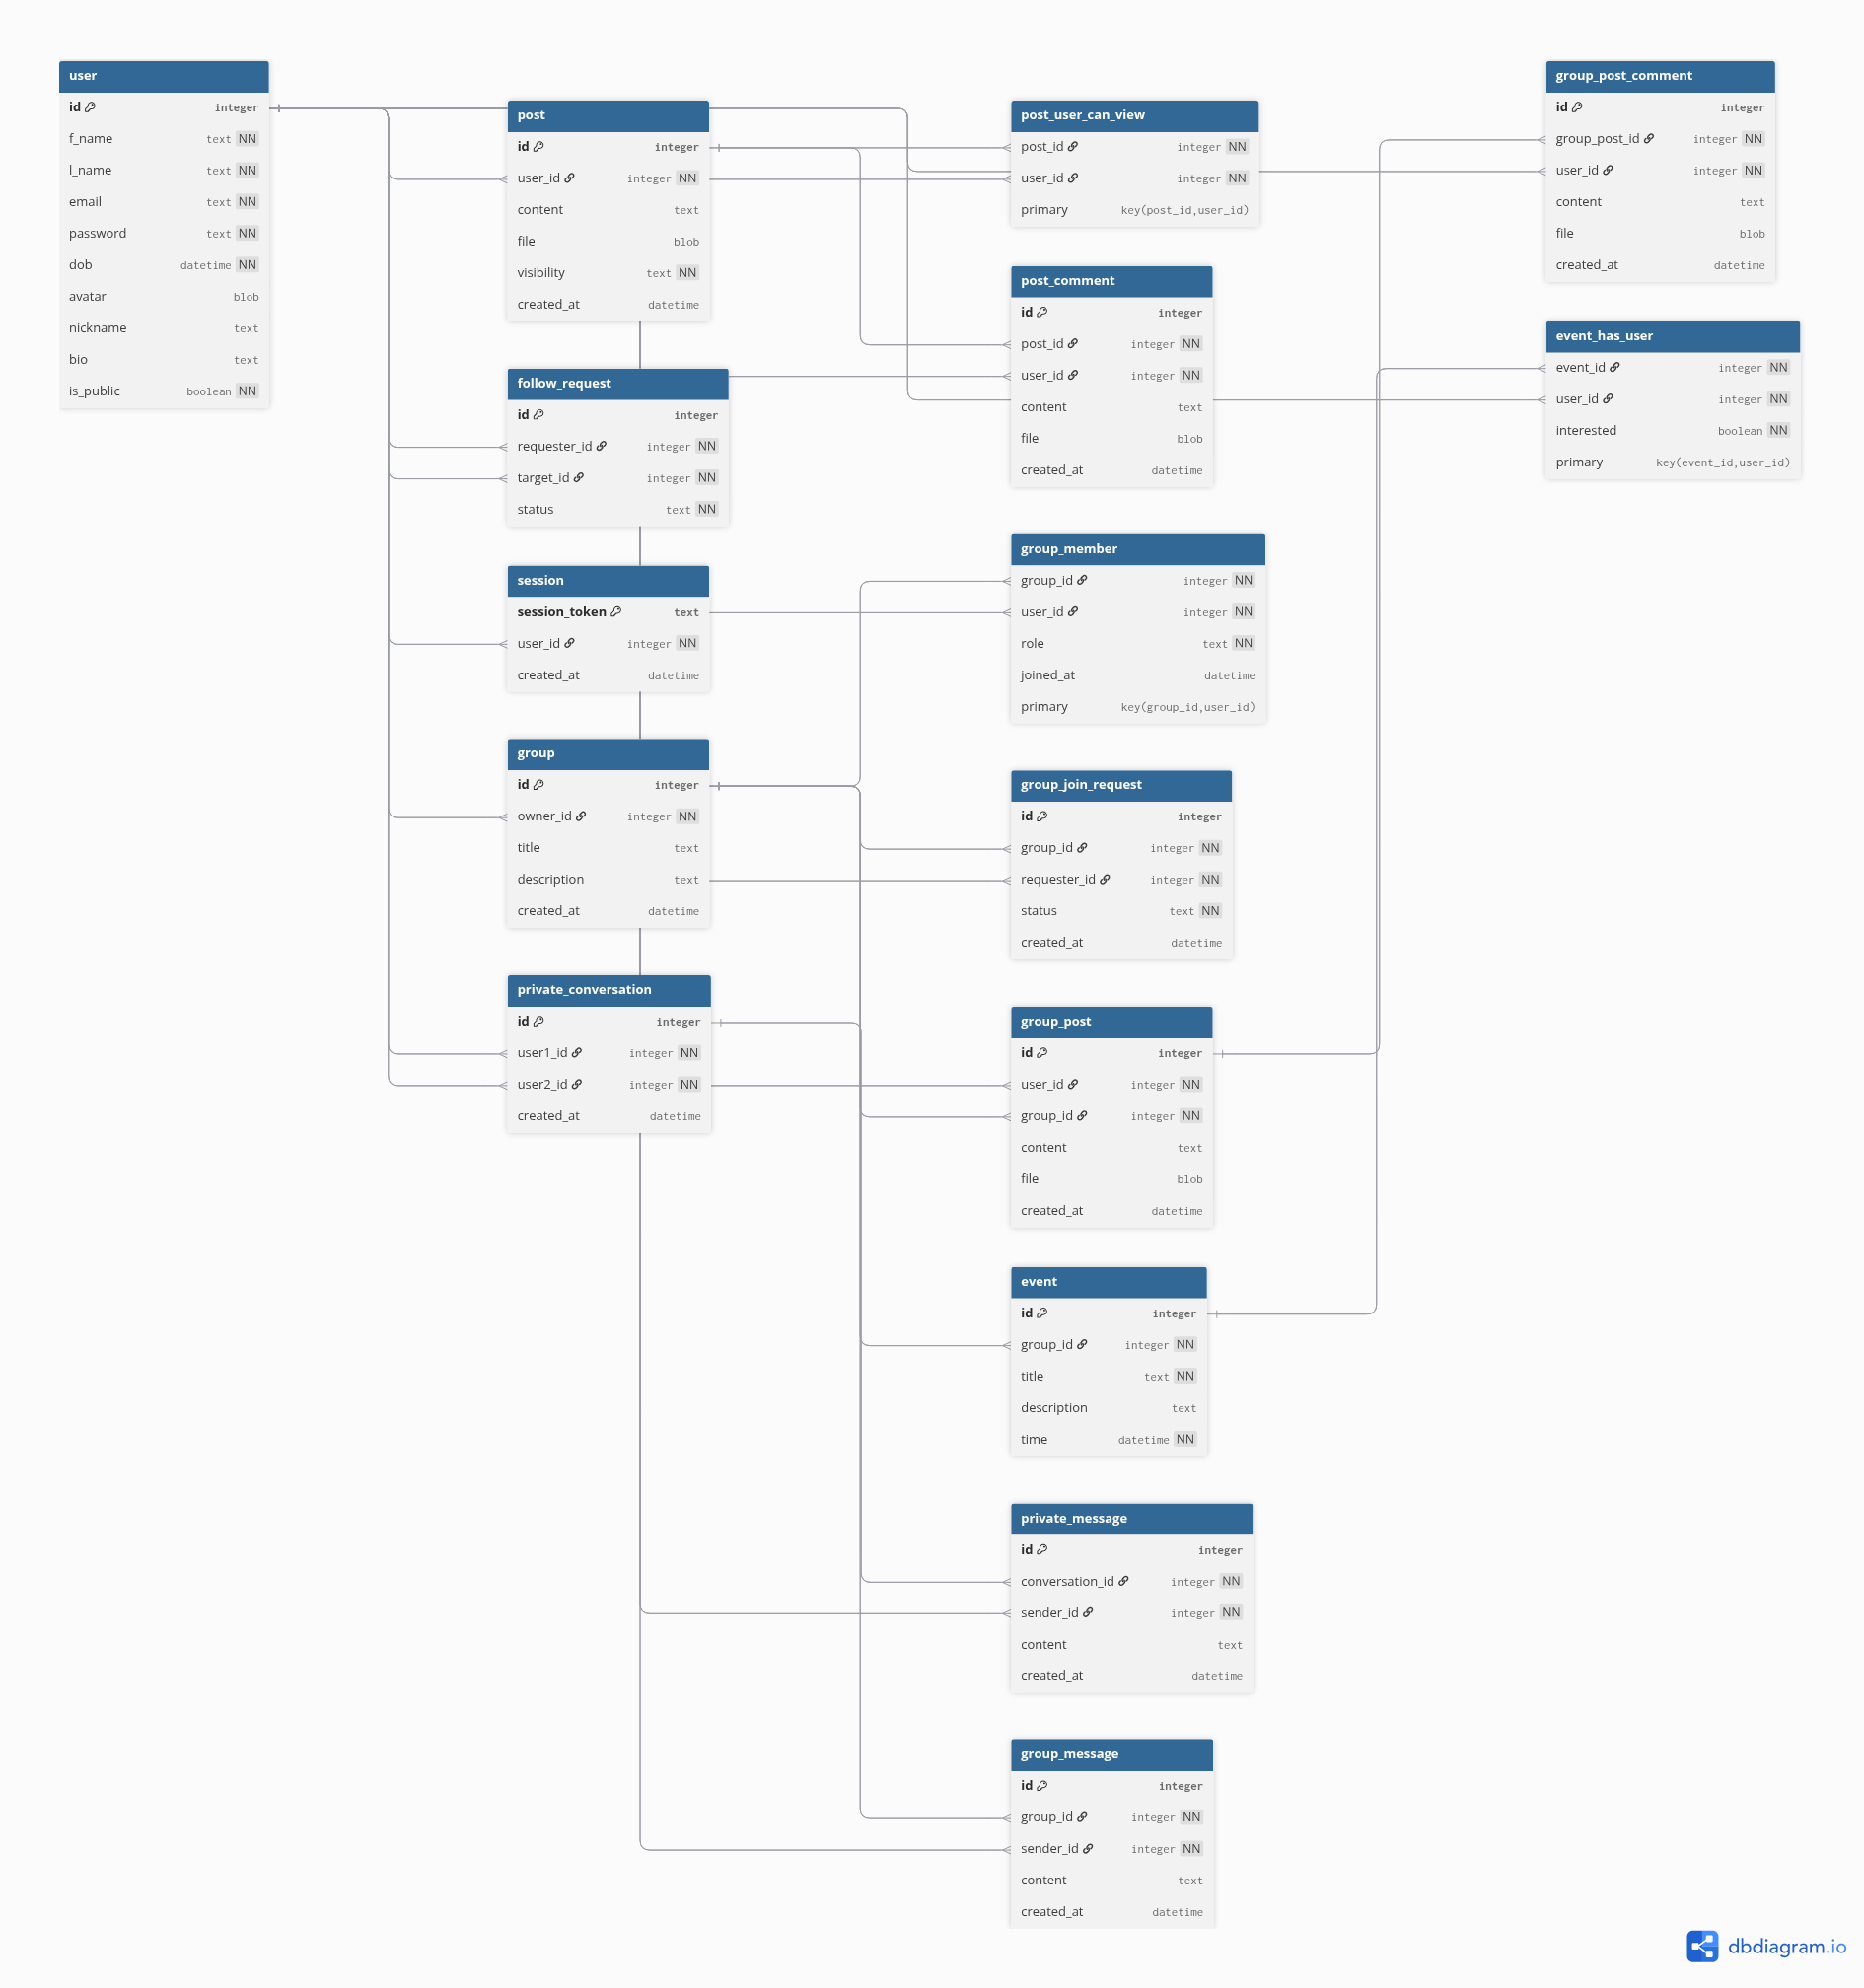 user
id integer
f_name text NN
l_name text NN
email text NN
password text NN
dob datetime NN
avatar blob
nickname text
bio text
is_public boolean NN
post
id integer
user_id integer NN
content text
file blob
visibility text NN
created_at datetime
follow_request
id integer
requester_id integer NN
target_id integer NN
status text NN
session
session_token text
user_id integer NN
created_at datetime
group
id integer
owner_id integer NN
title text
description text
created_at datetime
private_conversation
id integer
user1_id integer NN
user2_id integer NN
created_at datetime
post_user_can_view
post_id integer NN
user_id integer NN
primary key(post_id,user_id)
post_comment
id integer
post_id integer NN
user_id integer NN
content text
file blob
created_at datetime
group_member
group_id integer NN
user_id integer NN
role text NN
joined_at datetime
primary key(group_id,user_id)
group_join_request
id integer
group_id integer NN
requester_id integer NN
status text NN
created_at datetime
group_post
id integer
user_id integer NN
group_id integer NN
content text
file blob
created_at datetime
event
id integer
group_id integer NN
title text NN
description text
time datetime NN
private_message
id integer
conversation_id integer NN
sender_id integer NN
content text
created_at datetime
group_message
id integer
group_id integer NN
sender_id integer NN
content text
created_at datetime
group_post_comment
id integer
group_post_id integer NN
user_id integer NN
content text
file blob
created_at datetime
event_has_user
event_id integer NN
user_id integer NN
interested boolean NN
primary key(event_id,user_id)
dbdiagram.io